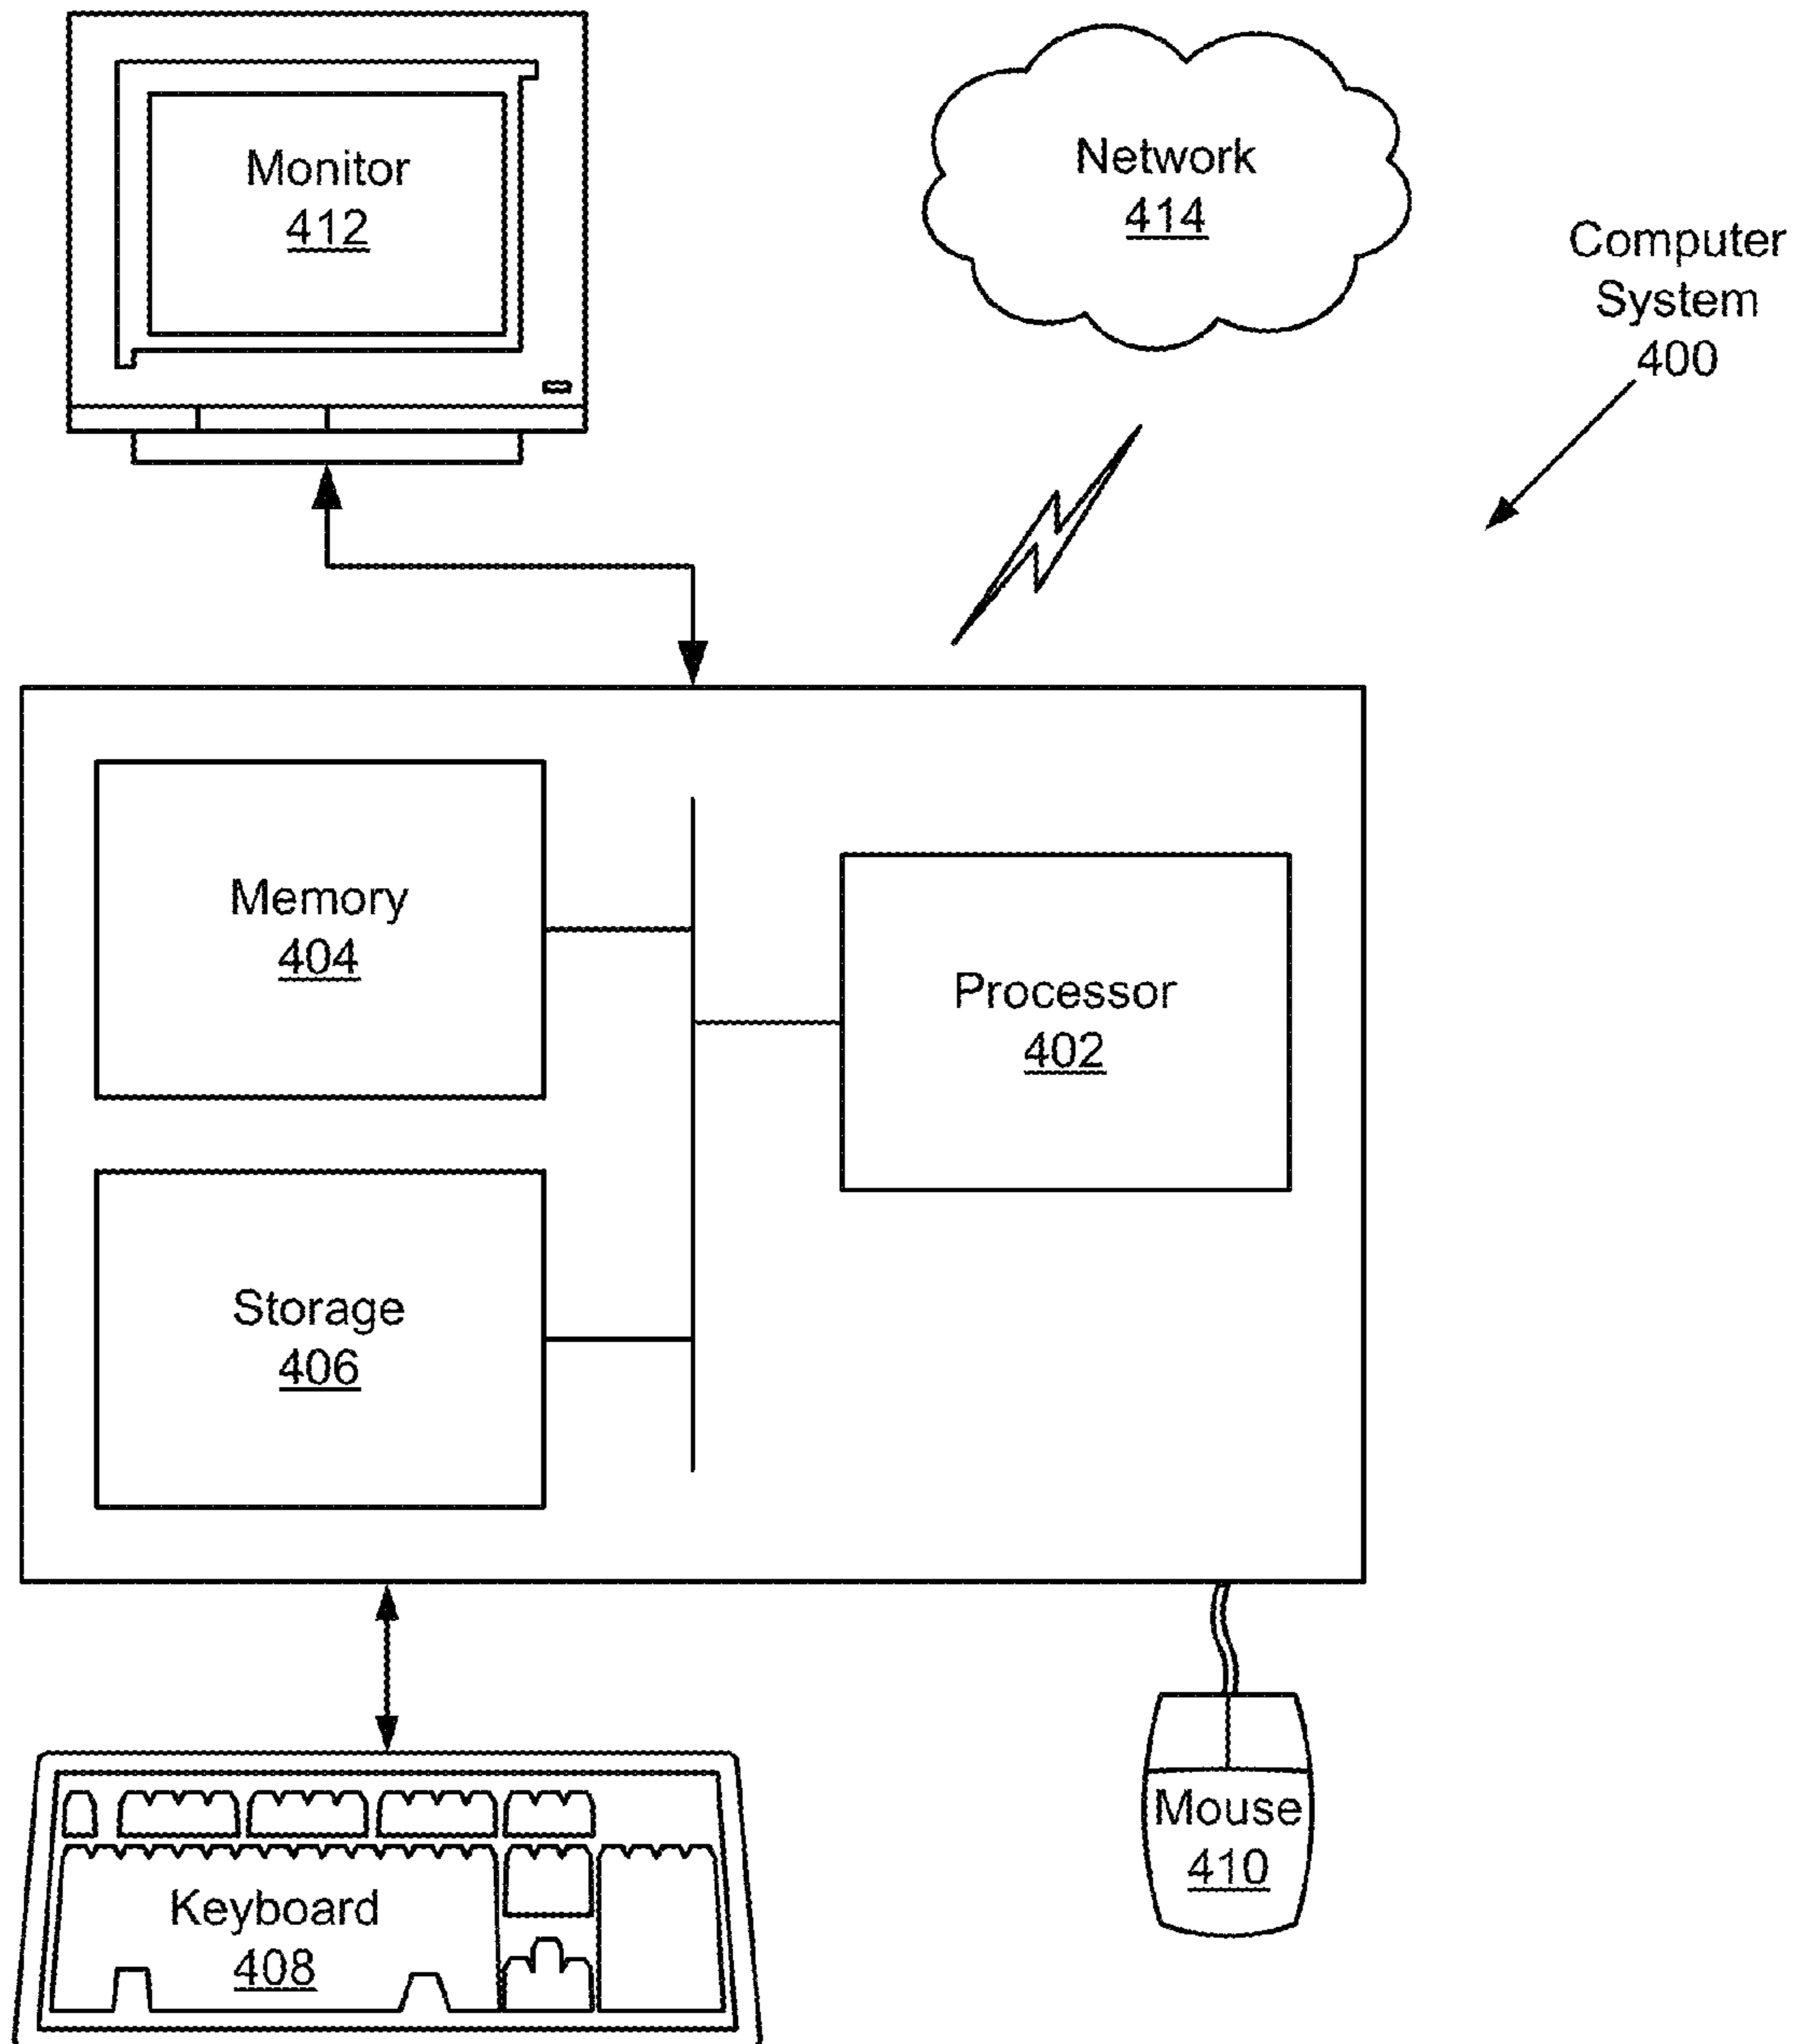 Monitor
412
Network
414
Computer
System
400
Memory
404
Processor
402
Storage
406
Mouse
410
Keyboard
408